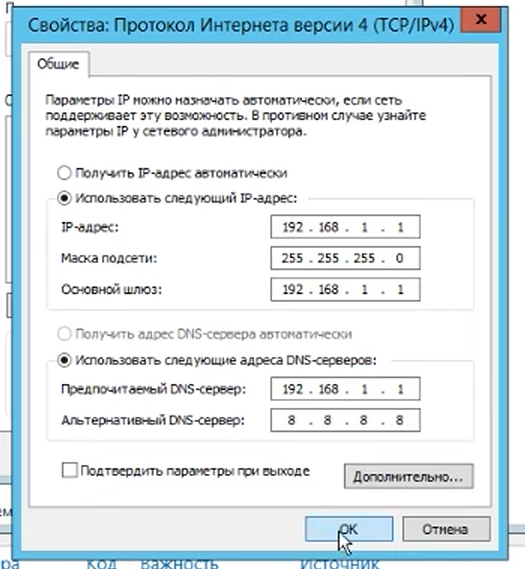 Свойства: Протокол Интернета версии 4 (TCP/IPv4)
Общие
Параметры IP можно назначать автоматически, если сеть
поддерживает эту возможность. В противном случае узнайте
параметры IP у сетевого администратора.
Получить IP-адрес автоматически
Использовать следующий IP-адрес:
IP-адрес: 192 . 168 . 1 . 1
Маска подсети: 255 . 255 . 255 . 0
Основной шлюз: 192 . 168 . 1 . 1
Получить адрес DNS-сервера автоматически
Использовать следующие адреса DNS-серверов:
Предпочитаемый DNS-сервер: 192 . 168 . 1 . 1
Альтернативный DNS-сервер: 8 . 8 . 8 . 8
Подтвердить параметры при выходе
Дополнительно...
ОК Отмена
Код Важность Источник